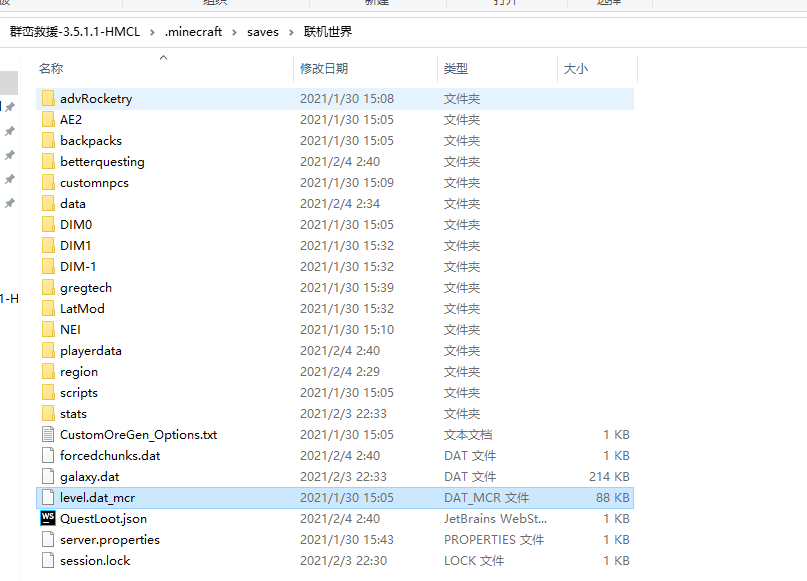 组织
新建
打开
选择
群峦救援-3.5.1.1-HMCL › .minecraft › saves › 联机世界
名称 修改日期 类型 大小
advRocketry 2021/1/30 15:08 文件夹
AE2 2021/1/30 15:05 文件夹
backpacks 2021/1/30 15:05 文件夹
betterquesting 2021/2/4 2:40 文件夹
customnpcs 2021/1/30 15:09 文件夹
data 2021/2/4 2:34 文件夹
DIM0 2021/1/30 15:05 文件夹
DIM1 2021/1/30 15:32 文件夹
DIM-1 2021/1/30 15:32 文件夹
gregtech 2021/1/30 15:39 文件夹
1-H
LatMod 2021/1/30 15:32 文件夹
NEI 2021/1/30 15:10 文件夹
playerdata 2021/2/4 2:40 文件夹
region 2021/2/4 2:29 文件夹
scripts 2021/1/30 15:05 文件夹
stats 2021/2/3 22:33 文件夹
CustomOreGen_Options.txt 2021/1/30 15:05 文本文档 1 KB
forcedchunks.dat 2021/2/4 2:40 DAT 文件 1 KB
galaxy.dat 2021/2/3 22:33 DAT 文件 214 KB
level.dat_mcr 2021/1/30 15:05 DAT_MCR 文件 88 KB
WS QuestLoot.json 2021/2/4 2:40 JetBrains WebSt... 1 KB
server.properties 2021/1/30 15:43 PROPERTIES 文件 1 KB
session.lock 2021/2/3 22:30 LOCK 文件 1 KB